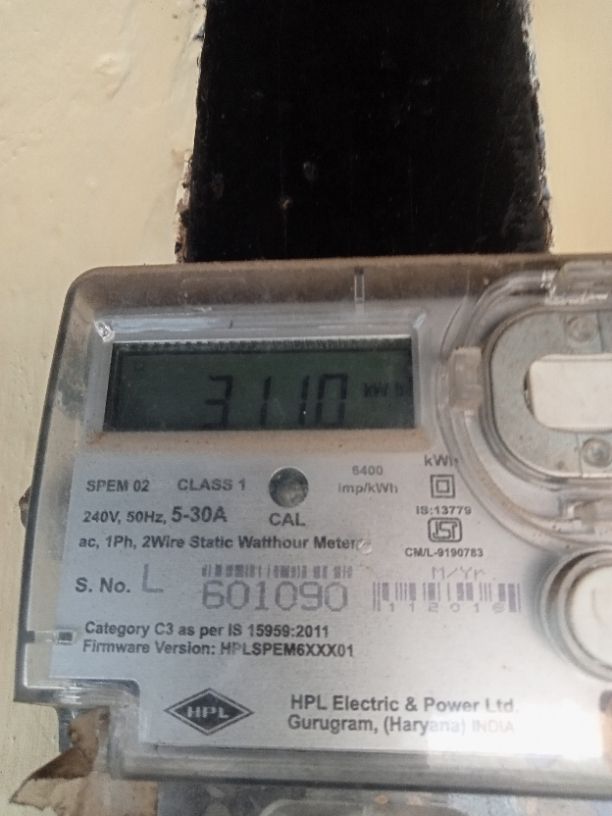 3110 kWh
SPEM 02 CLASS 1 6400 imp/kWh kWh
240V, 50Hz, 5-30A CAL IS:13779
CM/L-9190783
ac, 1Ph, 2Wire Static Watthour Meter
S. No. L 601090 M/Yr.
Category C3 as per IS 15959:2011
Firmware Version: HPLSPEM6XXX01
HPL
HPL Electric & Power Ltd.
Gurugram, (Haryana) INDIA